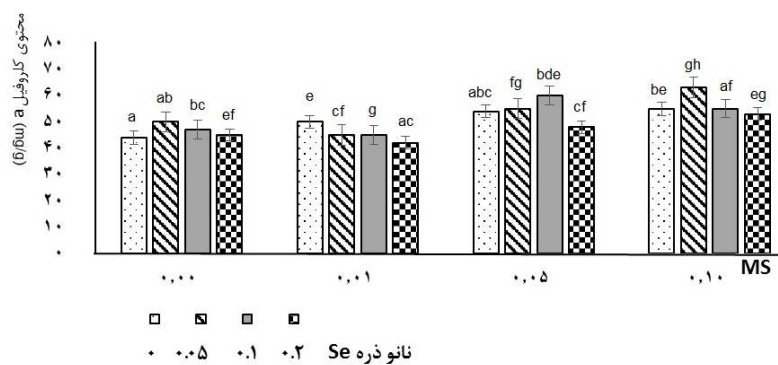 محتوی کلروفیل a (mg/g)
۸۰
۷۰
۶۰
۵۰
۴۰
۳۰
۲۰
۱۰
۰
a ab bc ef e cf g ac abc fg bde cf be gh af eg
۰,۰۰ ۰,۰۱ ۰,۰۵ ۰,۱۰ MS
۰ ۰.۰۵ ۰.۱ ۰.۲ نانو ذره Se